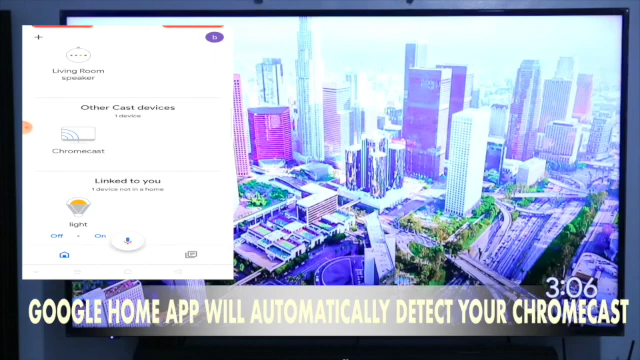 +
b
Living Room
speaker
Other Cast devices
1 device
Chromecast
Linked to you
1 device not in a home
light
Off
On
3:06
GOOGLE HOME APP WILL AUTOMATICALLY DETECT YOUR CHROMECAST